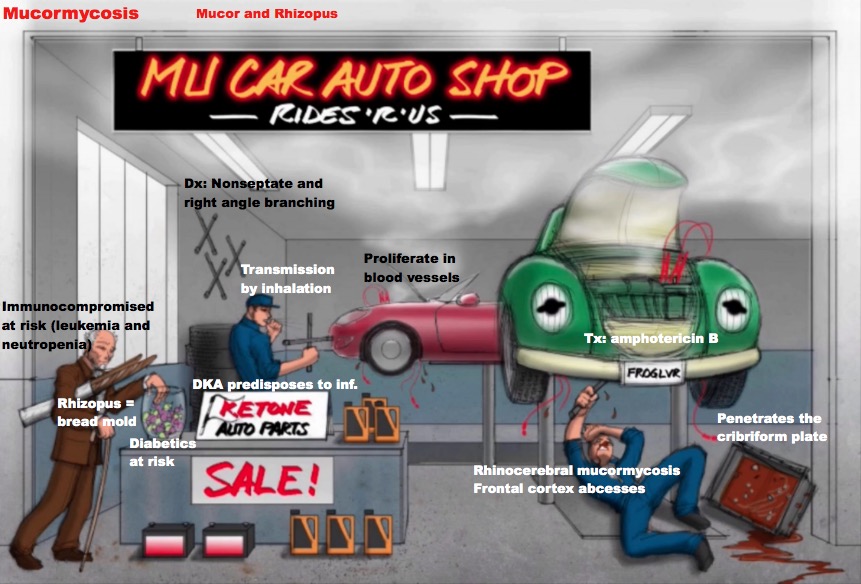 Mucormycosis
Mucor and Rhizopus
MU CAR AUTO SHOP
RIDES 'R' US
Dx: Nonseptate and
right angle branching
Transmission
by inhalation
Proliferate in
blood vessels
Immunocompromised
at risk (leukemia and
neutropenia)
Tx: amphotericin B
FROGLVR
DKA predisposes to inf.
Rhizopus =
bread mold
KETONE
AUTO PARTS
Diabetics
at risk
Penetrates the
cribriform plate
SALE!
Rhinocerebral mucormycosis
Frontal cortex abcesses